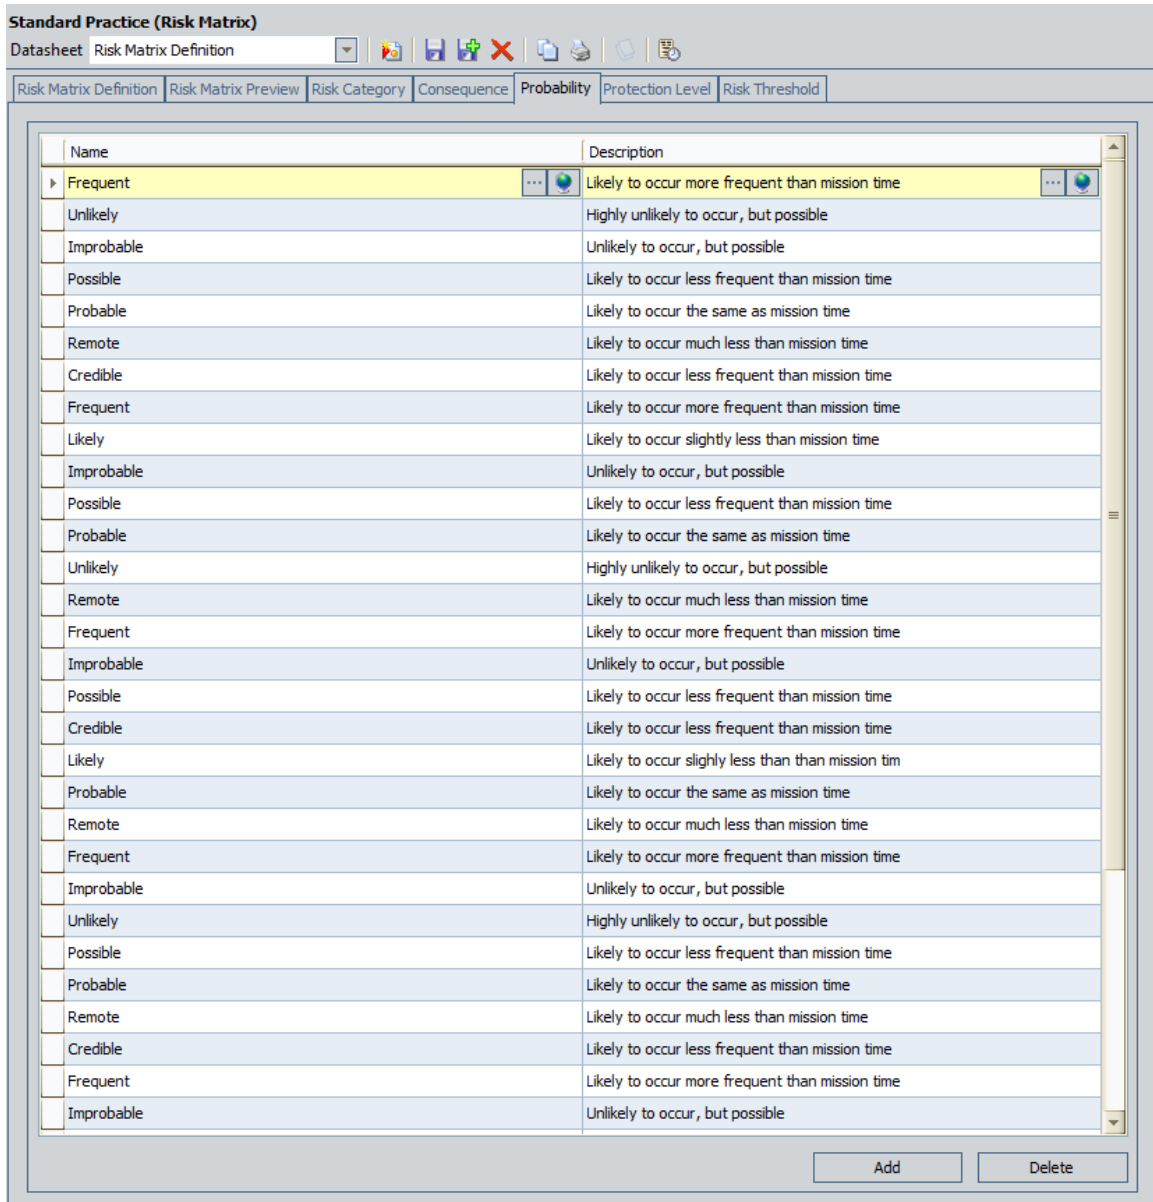 Standard Practice (Risk Matrix)
Datasheet Risk Matrix Definition
Risk Matrix Definition Risk Matrix Preview Risk Category Consequence Probability Protection Level Risk Threshold
Name Description
Frequent ... Likely to occur more frequent than mission time ...
Unlikely Highly unlikely to occur, but possible
Improbable Unlikely to occur, but possible
Possible Likely to occur less frequent than mission time
Probable Likely to occur the same as mission time
Remote Likely to occur much less than mission time
Credible Likely to occur less frequent than mission time
Frequent Likely to occur more frequent than mission time
Likely Likely to occur slightly less than mission time
Improbable Unlikely to occur, but possible
Possible Likely to occur less frequent than mission time
Probable Likely to occur the same as mission time
Unlikely Highly unlikely to occur, but possible
Remote Likely to occur much less than mission time
Frequent Likely to occur more frequent than mission time
Improbable Unlikely to occur, but possible
Possible Likely to occur less frequent than mission time
Credible Likely to occur less frequent than mission time
Likely Likely to occur slighly less than than mission tim
Probable Likely to occur the same as mission time
Remote Likely to occur much less than mission time
Frequent Likely to occur more frequent than mission time
Improbable Unlikely to occur, but possible
Unlikely Highly unlikely to occur, but possible
Possible Likely to occur less frequent than mission time
Probable Likely to occur the same as mission time
Remote Likely to occur much less than mission time
Credible Likely to occur less frequent than mission time
Frequent Likely to occur more frequent than mission time
Improbable Unlikely to occur, but possible
Add Delete